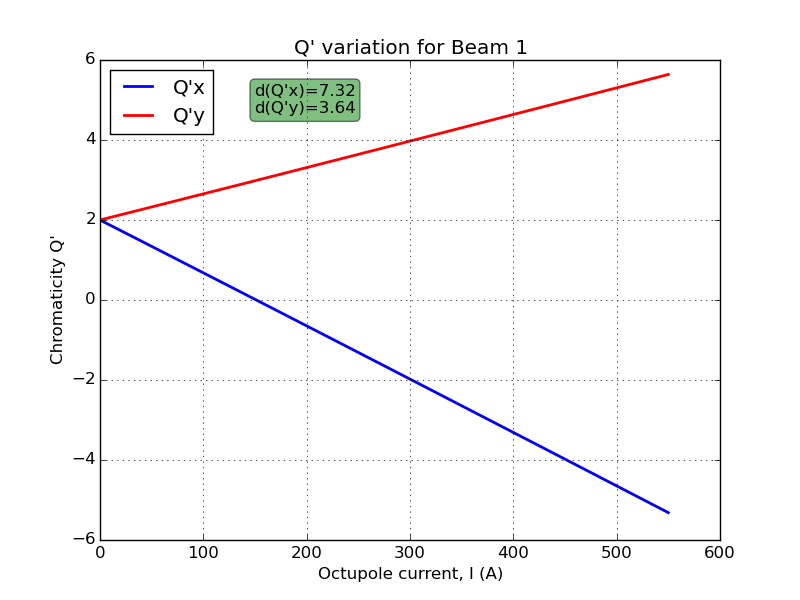 Q' variation for Beam 1
Q'x
Q'y
d(Q'x)=7.32
d(Q'y)=3.64
6
4
2
0
−2
−4
−6
Chromaticity Q'
0 100 200 300 400 500 600
Octupole current, I (A)